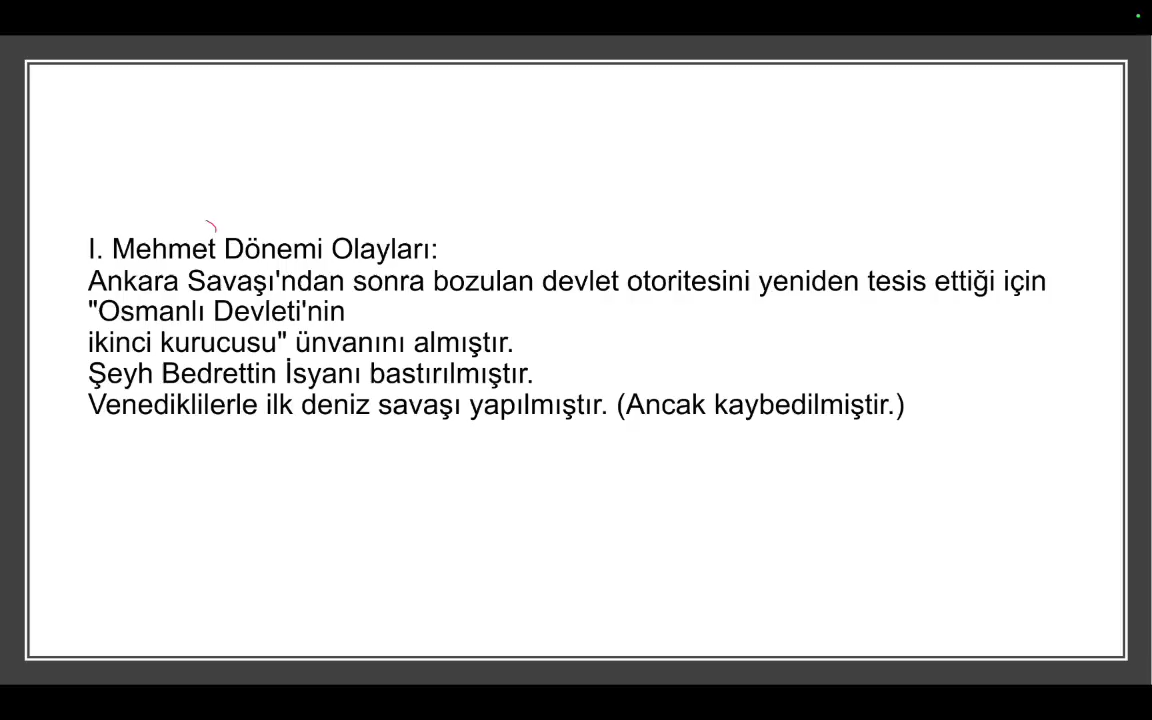 I. Mehmet Dönemi Olayları:
Ankara Savaşı'ndan sonra bozulan devlet otoritesini yeniden tesis ettiği için
"Osmanlı Devleti'nin
ikinci kurucusu" ünvanını almıştır.
Şeyh Bedrettin İsyanı bastırılmıştır.
Venediklilerle ilk deniz savaşı yapılmıştır. (Ancak kaybedilmiştir.)